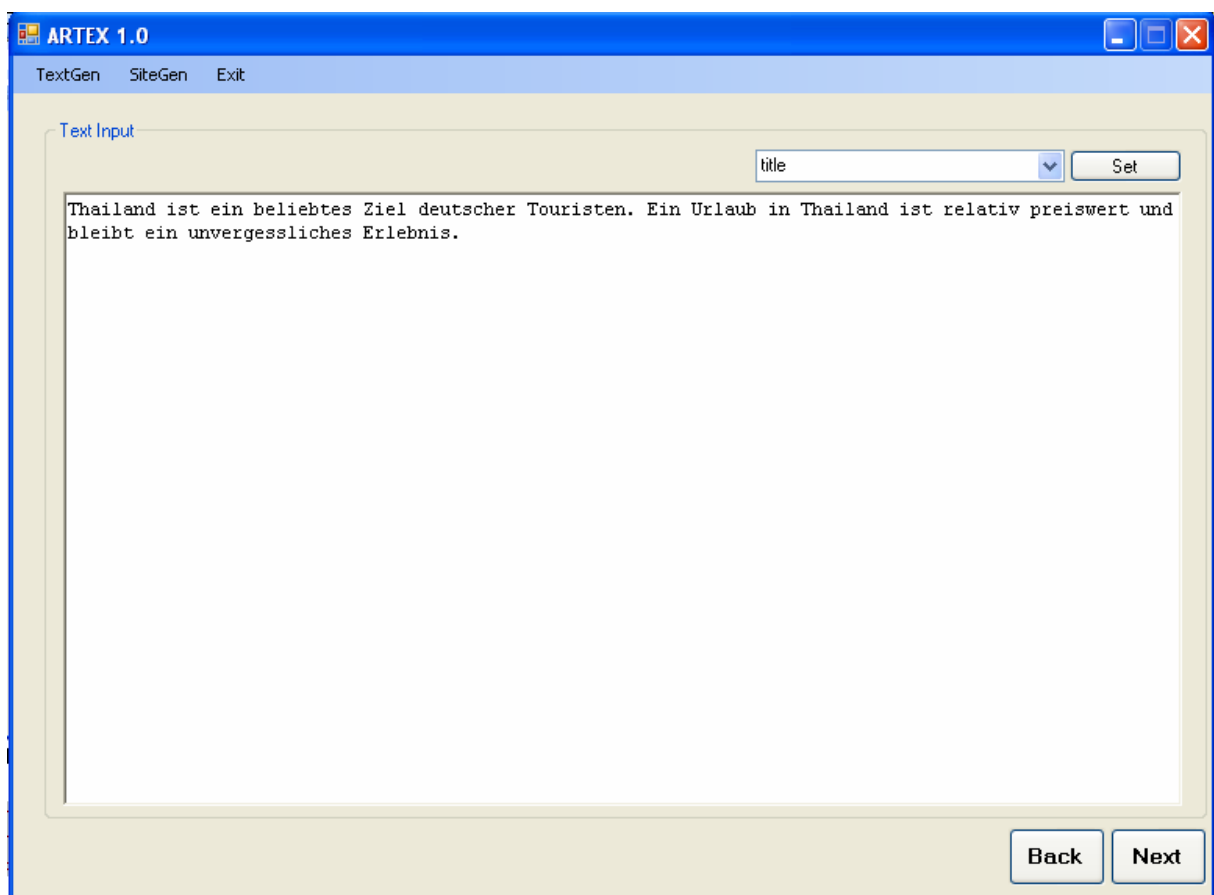 ARTEX 1.0
TextGen SiteGen Exit
Text Input
title Set
Thailand ist ein beliebtes Ziel deutscher Touristen. Ein Urlaub in Thailand ist relativ preiswert und
bleibt ein unvergessliches Erlebnis.
Back Next